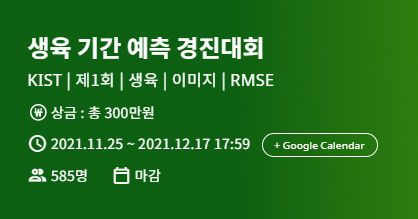 생육 기간 예측 경진대회
KIST | 제1회 | 생육 | 이미지 | RMSE
상금 : 총 300만원
2021.11.25 ~ 2021.12.17 17:59 + Google Calendar
585명 마감